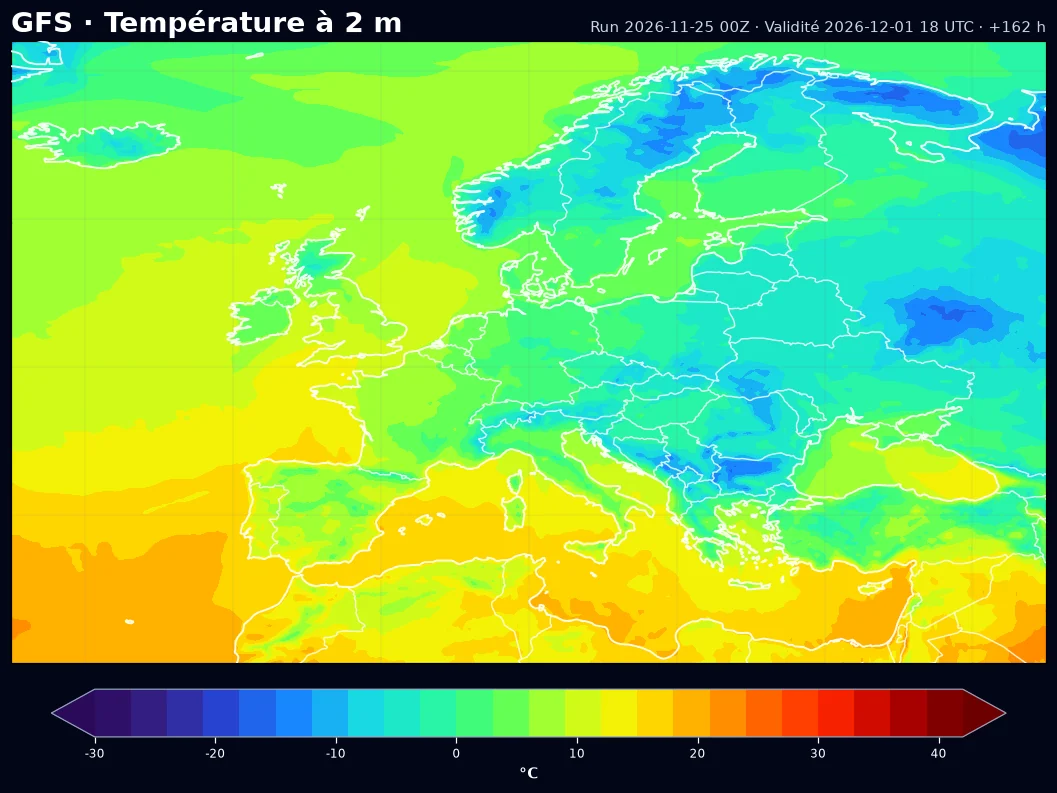 GFS · Température à 2 m
Run 2026-11-25 00Z · Validité 2026-12-01 18 UTC · +162 h
-30 -20 -10 0 10 20 30 40
°C